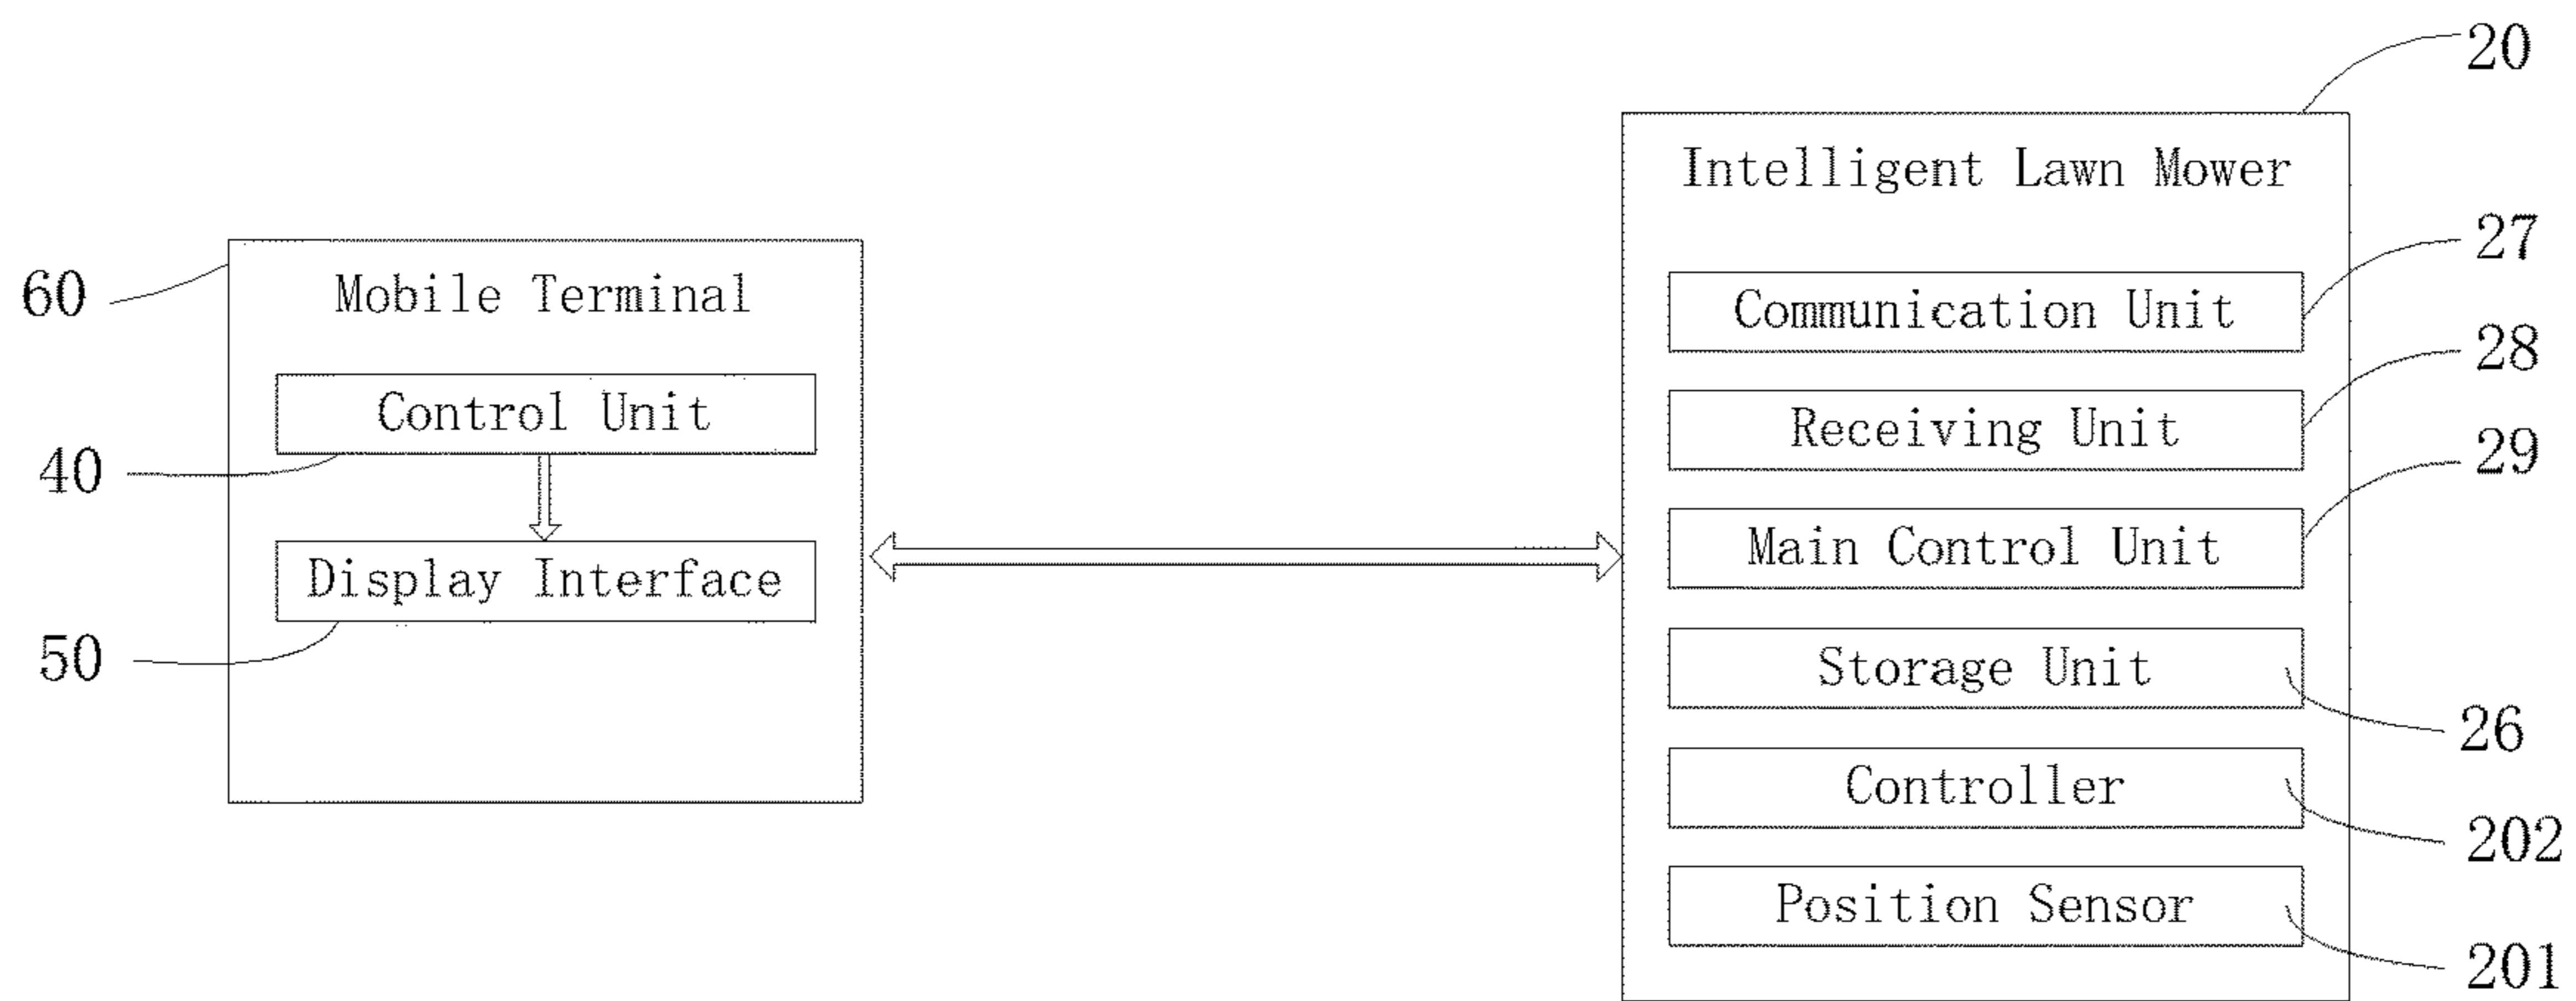 60
Mobile Terminal
Control Unit
40
Display Interface
50
20
Intelligent Lawn Mower
Communication Unit
27
Receiving Unit
28
Main Control Unit
29
Storage Unit
26
Controller
202
Position Sensor
201